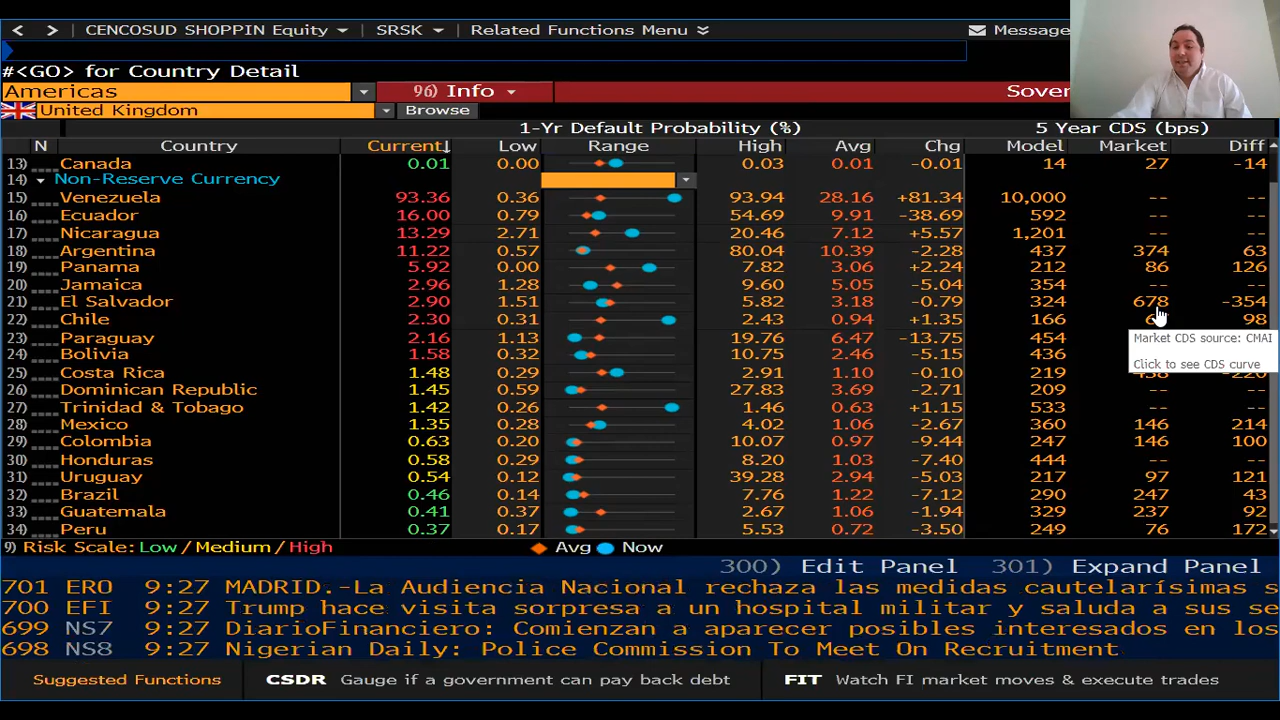 < > CENCOSUD SHOPPIN Equity SRSK Related Functions Menu Message
#<GO> for Country Detail
Americas 96) Info Sover
United Kingdom Browse
1-Yr Default Probability (%) 5 Year CDS (bps)
N Country Current↓ Low Range High Avg Chg Model Market Diff
13) Canada 0.01 0.00 0.03 0.01 -0.01 14 27 -14
14) Non-Reserve Currency
15) Venezuela 93.36 0.36 93.94 28.16 +81.34 10,000 -- --
16) Ecuador 16.00 0.79 54.69 9.91 -38.69 592 -- --
17) Nicaragua 13.29 2.71 20.46 7.12 +5.57 1,201 -- --
18) Argentina 11.22 0.57 80.04 10.39 -2.28 437 374 63
19) Panama 5.92 0.00 7.82 3.06 +2.24 212 86 126
20) Jamaica 2.96 1.28 9.60 5.05 -5.04 354 -- --
21) El Salvador 2.90 1.51 5.82 3.18 -0.79 324 678 -354
22) Chile 2.30 0.31 2.43 0.94 +1.35 166 98
23) Paraguay 2.16 1.13 19.76 6.47 -13.75 454
Market CDS source: CMAI
24) Bolivia 1.58 0.32 10.75 2.46 -5.15 436
Click to see CDS curve
25) Costa Rica 1.48 0.29 2.91 1.10 -0.10 219
26) Dominican Republic 1.45 0.59 27.83 3.69 -2.71 209 -- --
27) Trinidad & Tobago 1.42 0.26 1.46 0.63 +1.15 533 -- --
28) Mexico 1.35 0.28 4.02 1.06 -2.67 360 146 214
29) Colombia 0.63 0.20 10.07 0.97 -9.44 247 146 100
30) Honduras 0.58 0.29 8.20 1.03 -7.40 444 -- --
31) Uruguay 0.54 0.12 39.28 2.94 -5.03 217 97 121
32) Brazil 0.46 0.14 7.76 1.22 -7.12 290 247 43
33) Guatemala 0.41 0.37 2.67 1.06 -1.94 329 237 92
34) Peru 0.37 0.17 5.53 0.72 -3.50 249 76 172
9) Risk Scale: Low / Medium / High Avg Now
300) Edit Panel 301) Expand Panel
701 ERO 9:27 MADRID.-La Audiencia Nacional rechaza las medidas cautelarísimas s
700 EFI 9:27 Trump hace visita sorpresa a un hospital militar y saluda a sus se
699 NS7 9:27 DiarioFinanciero: Comienzan a aparecer posibles interesados en los
698 NS8 9:27 Nigerian Daily: Police Commission To Meet On Recruitment
Suggested Functions CSDR Gauge if a government can pay back debt FIT Watch FI market moves & execute trades